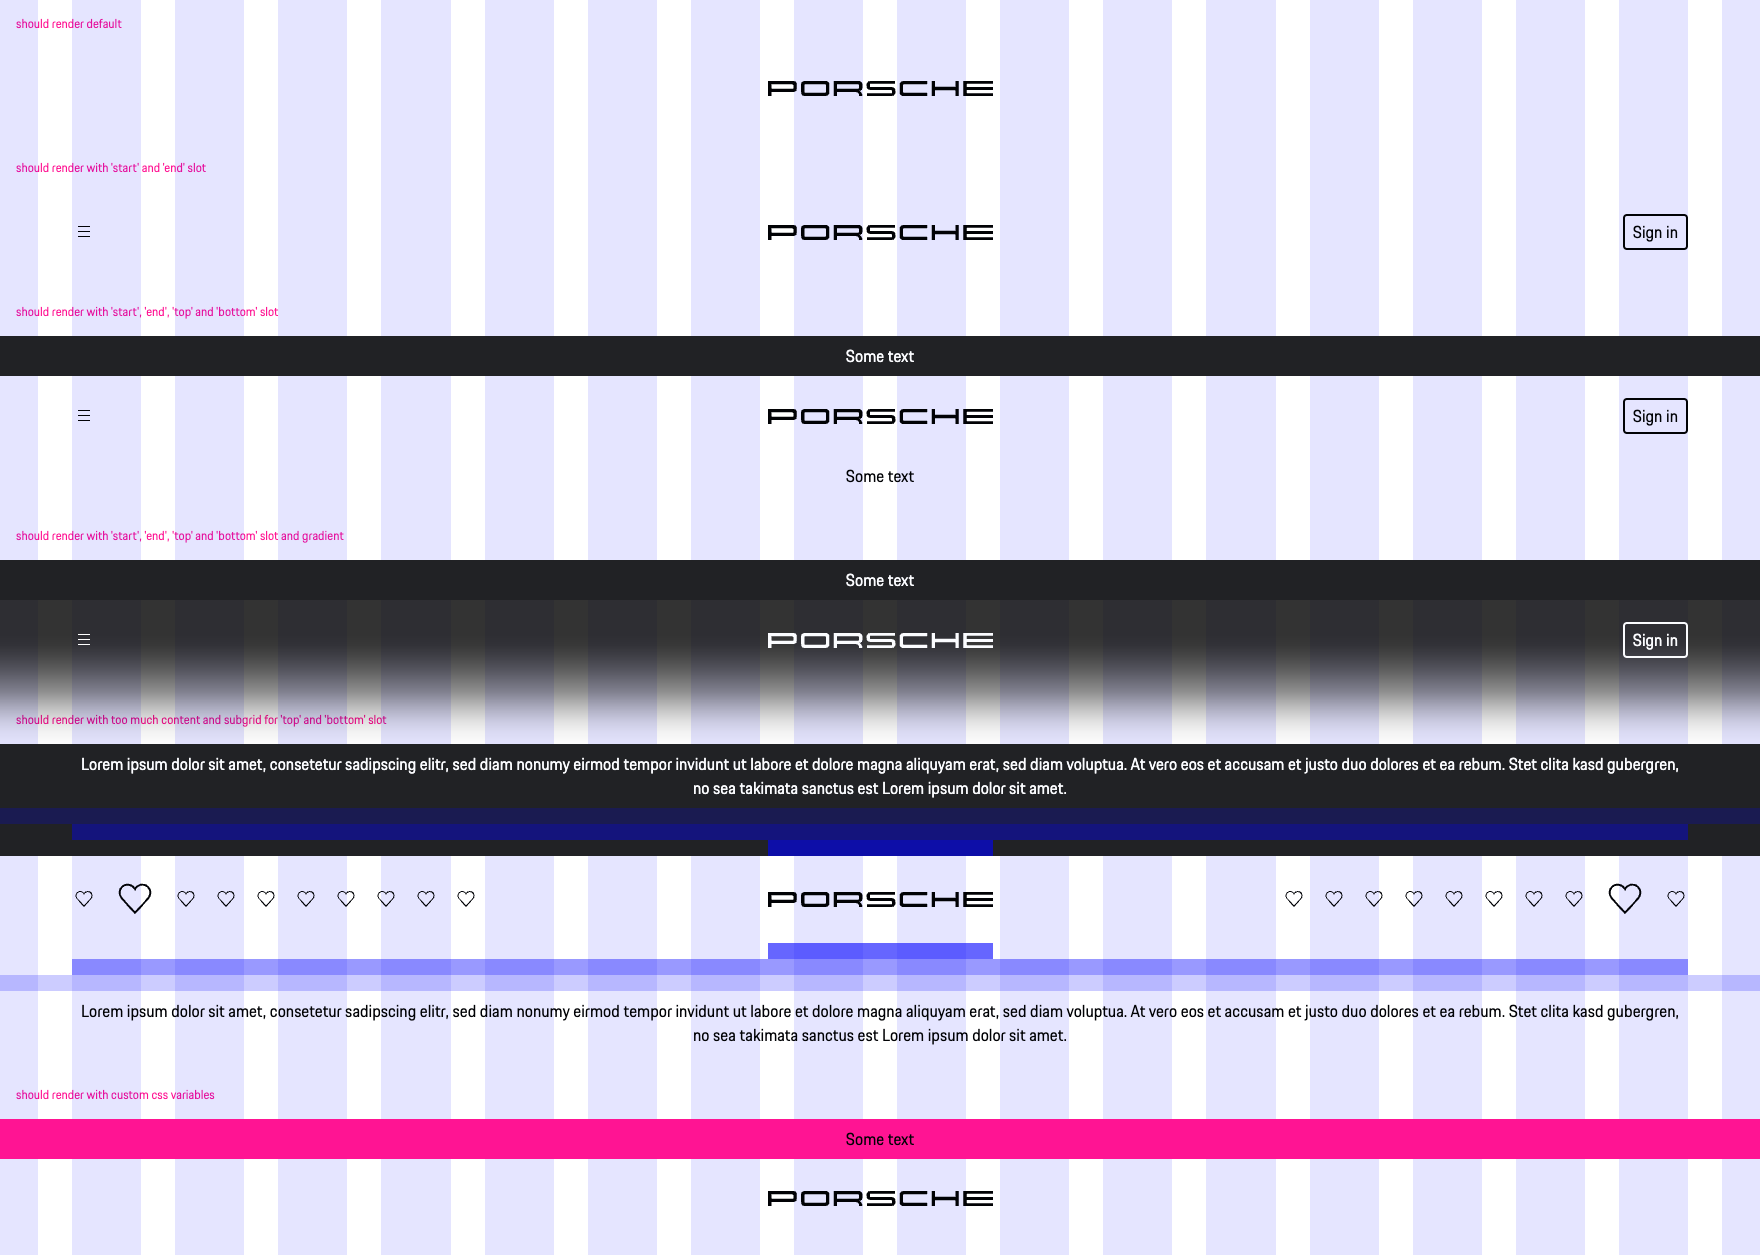 should render default
PORSCHE
should render with 'start' and 'end' slot
PORSCHE
Sign in
should render with 'start', 'end', 'top' and 'bottom' slot
Some text
PORSCHE
Sign in
Some text
should render with 'start', 'end', 'top' and 'bottom' slot and gradient
Some text
PORSCHE
Sign in
should render with too much content and subgrid for 'top' and 'bottom' slot
Lorem ipsum dolor sit amet, consetetur sadipscing elitr, sed diam nonumy eirmod tempor invidunt ut labore et dolore magna aliquyam erat, sed diam voluptua. At vero eos et accusam et justo duo dolores et ea rebum. Stet clita kasd gubergren,
no sea takimata sanctus est Lorem ipsum dolor sit amet.
PORSCHE
Lorem ipsum dolor sit amet, consetetur sadipscing elitr, sed diam nonumy eirmod tempor invidunt ut labore et dolore magna aliquyam erat, sed diam voluptua. At vero eos et accusam et justo duo dolores et ea rebum. Stet clita kasd gubergren,
no sea takimata sanctus est Lorem ipsum dolor sit amet.
should render with custom css variables
Some text
PORSCHE